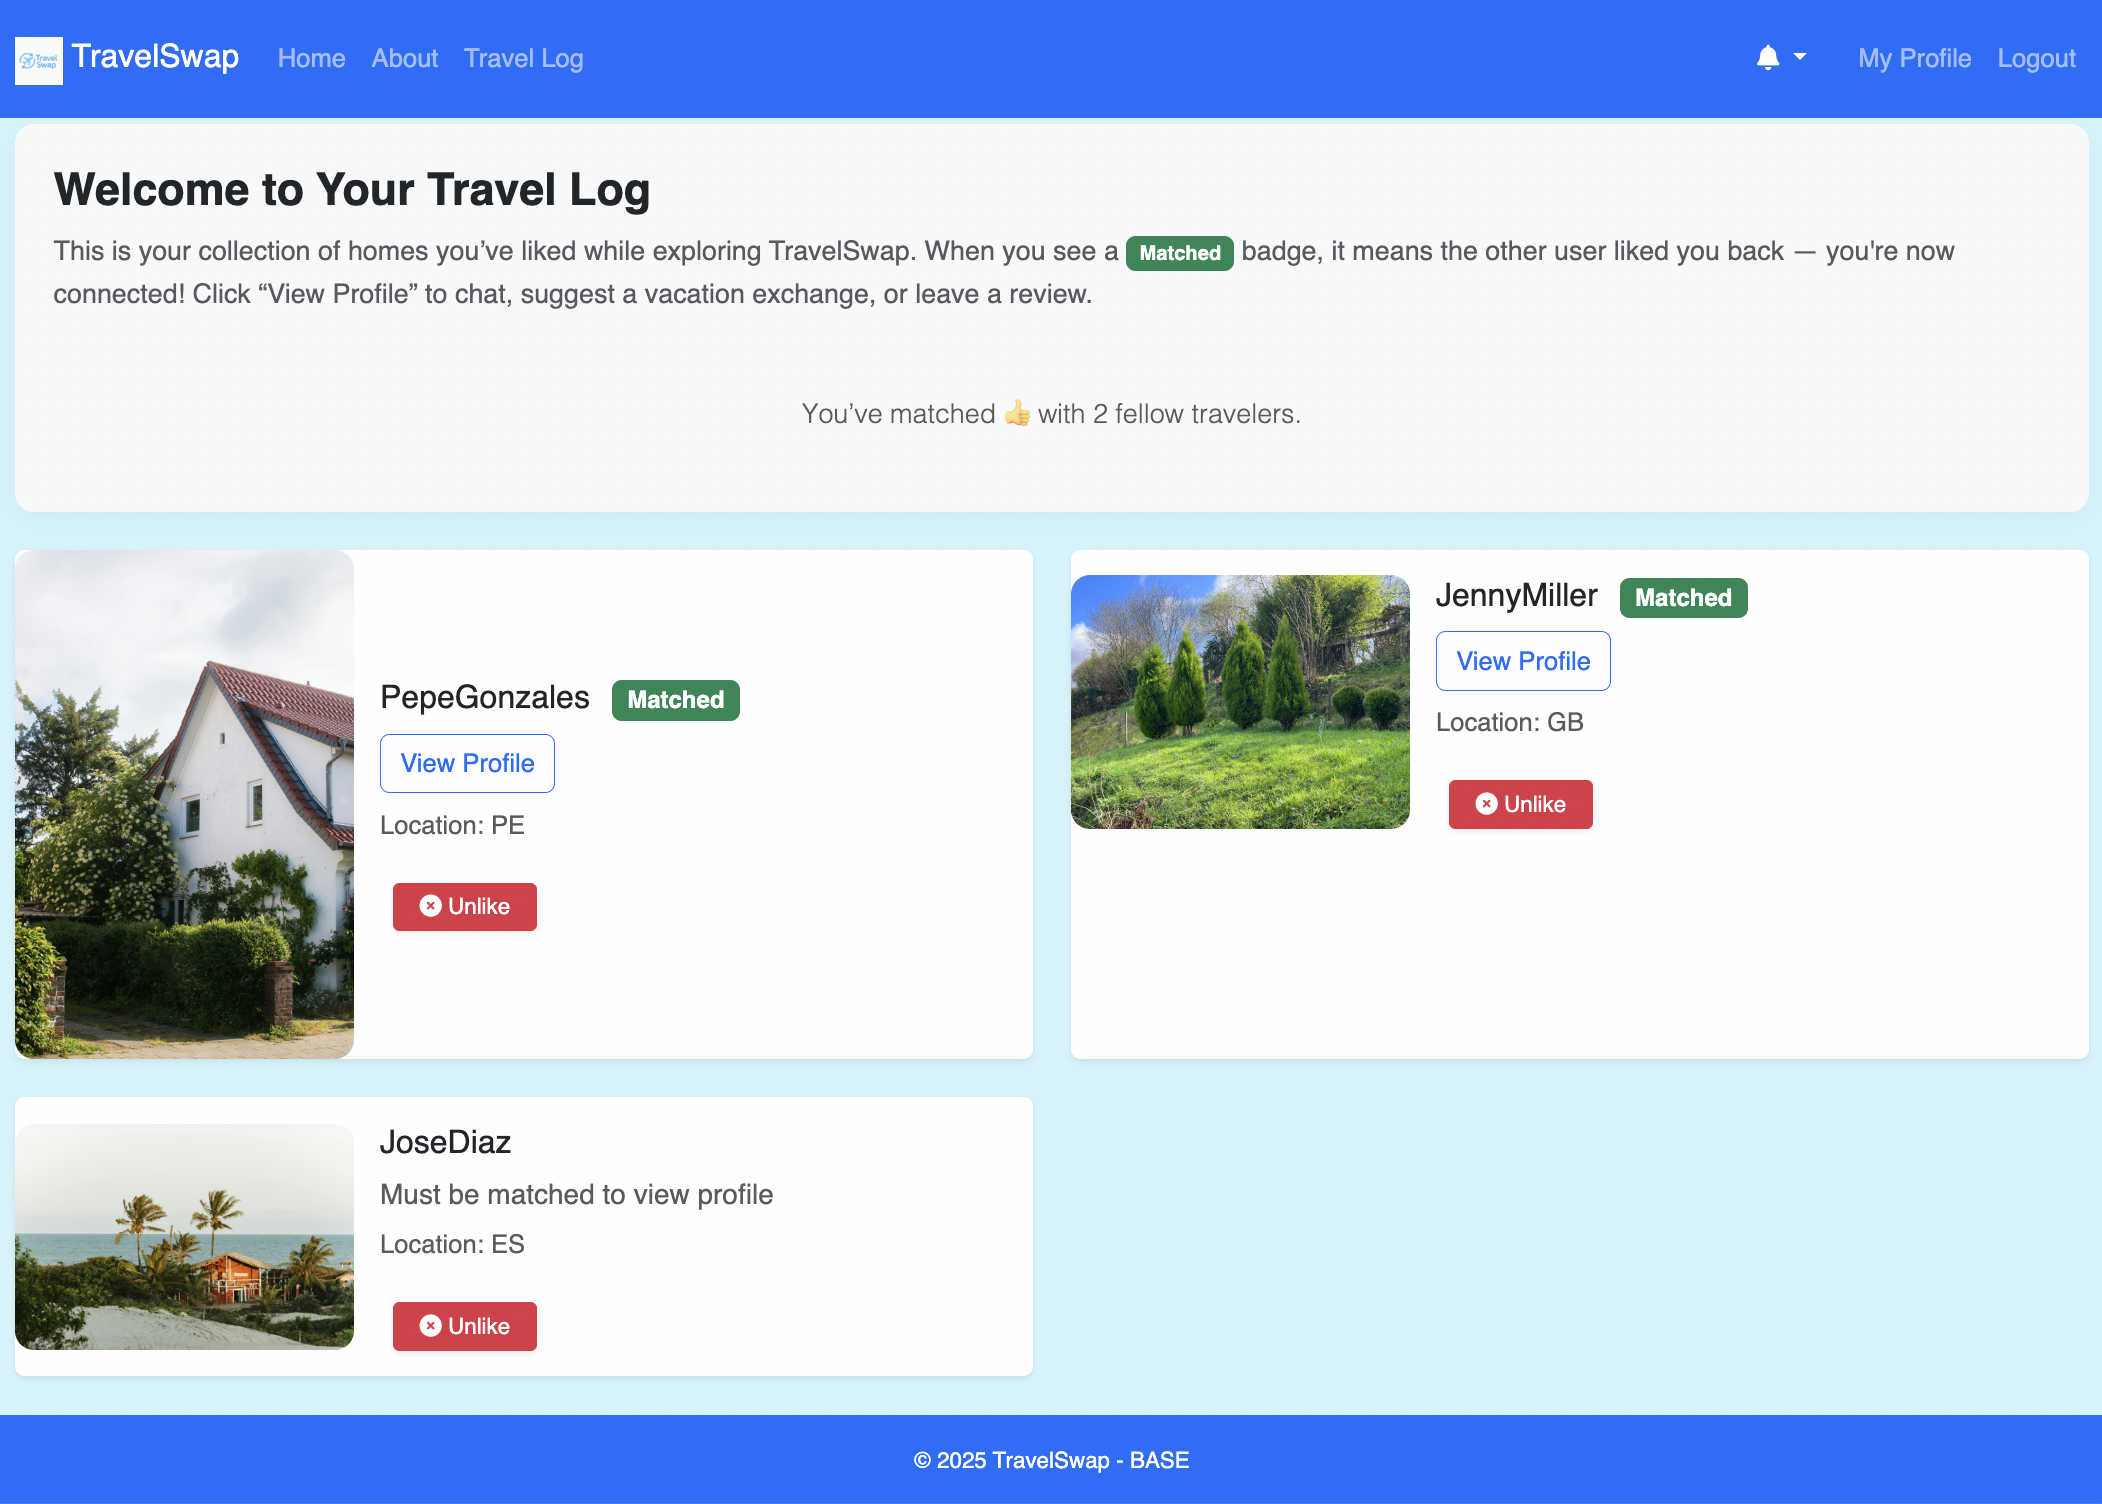 Travel Swap
TravelSwap Home About Travel Log My Profile Logout
Welcome to Your Travel Log
This is your collection of homes you’ve liked while exploring TravelSwap. When you see a Matched badge, it means the other user liked you back — you're now
connected! Click “View Profile” to chat, suggest a vacation exchange, or leave a review.
You’ve matched 👍 with 2 fellow travelers.
PepeGonzales Matched
View Profile
Location: PE
Unlike
JennyMiller Matched
View Profile
Location: GB
Unlike
JoseDiaz
Must be matched to view profile
Location: ES
Unlike
© 2025 TravelSwap - BASE